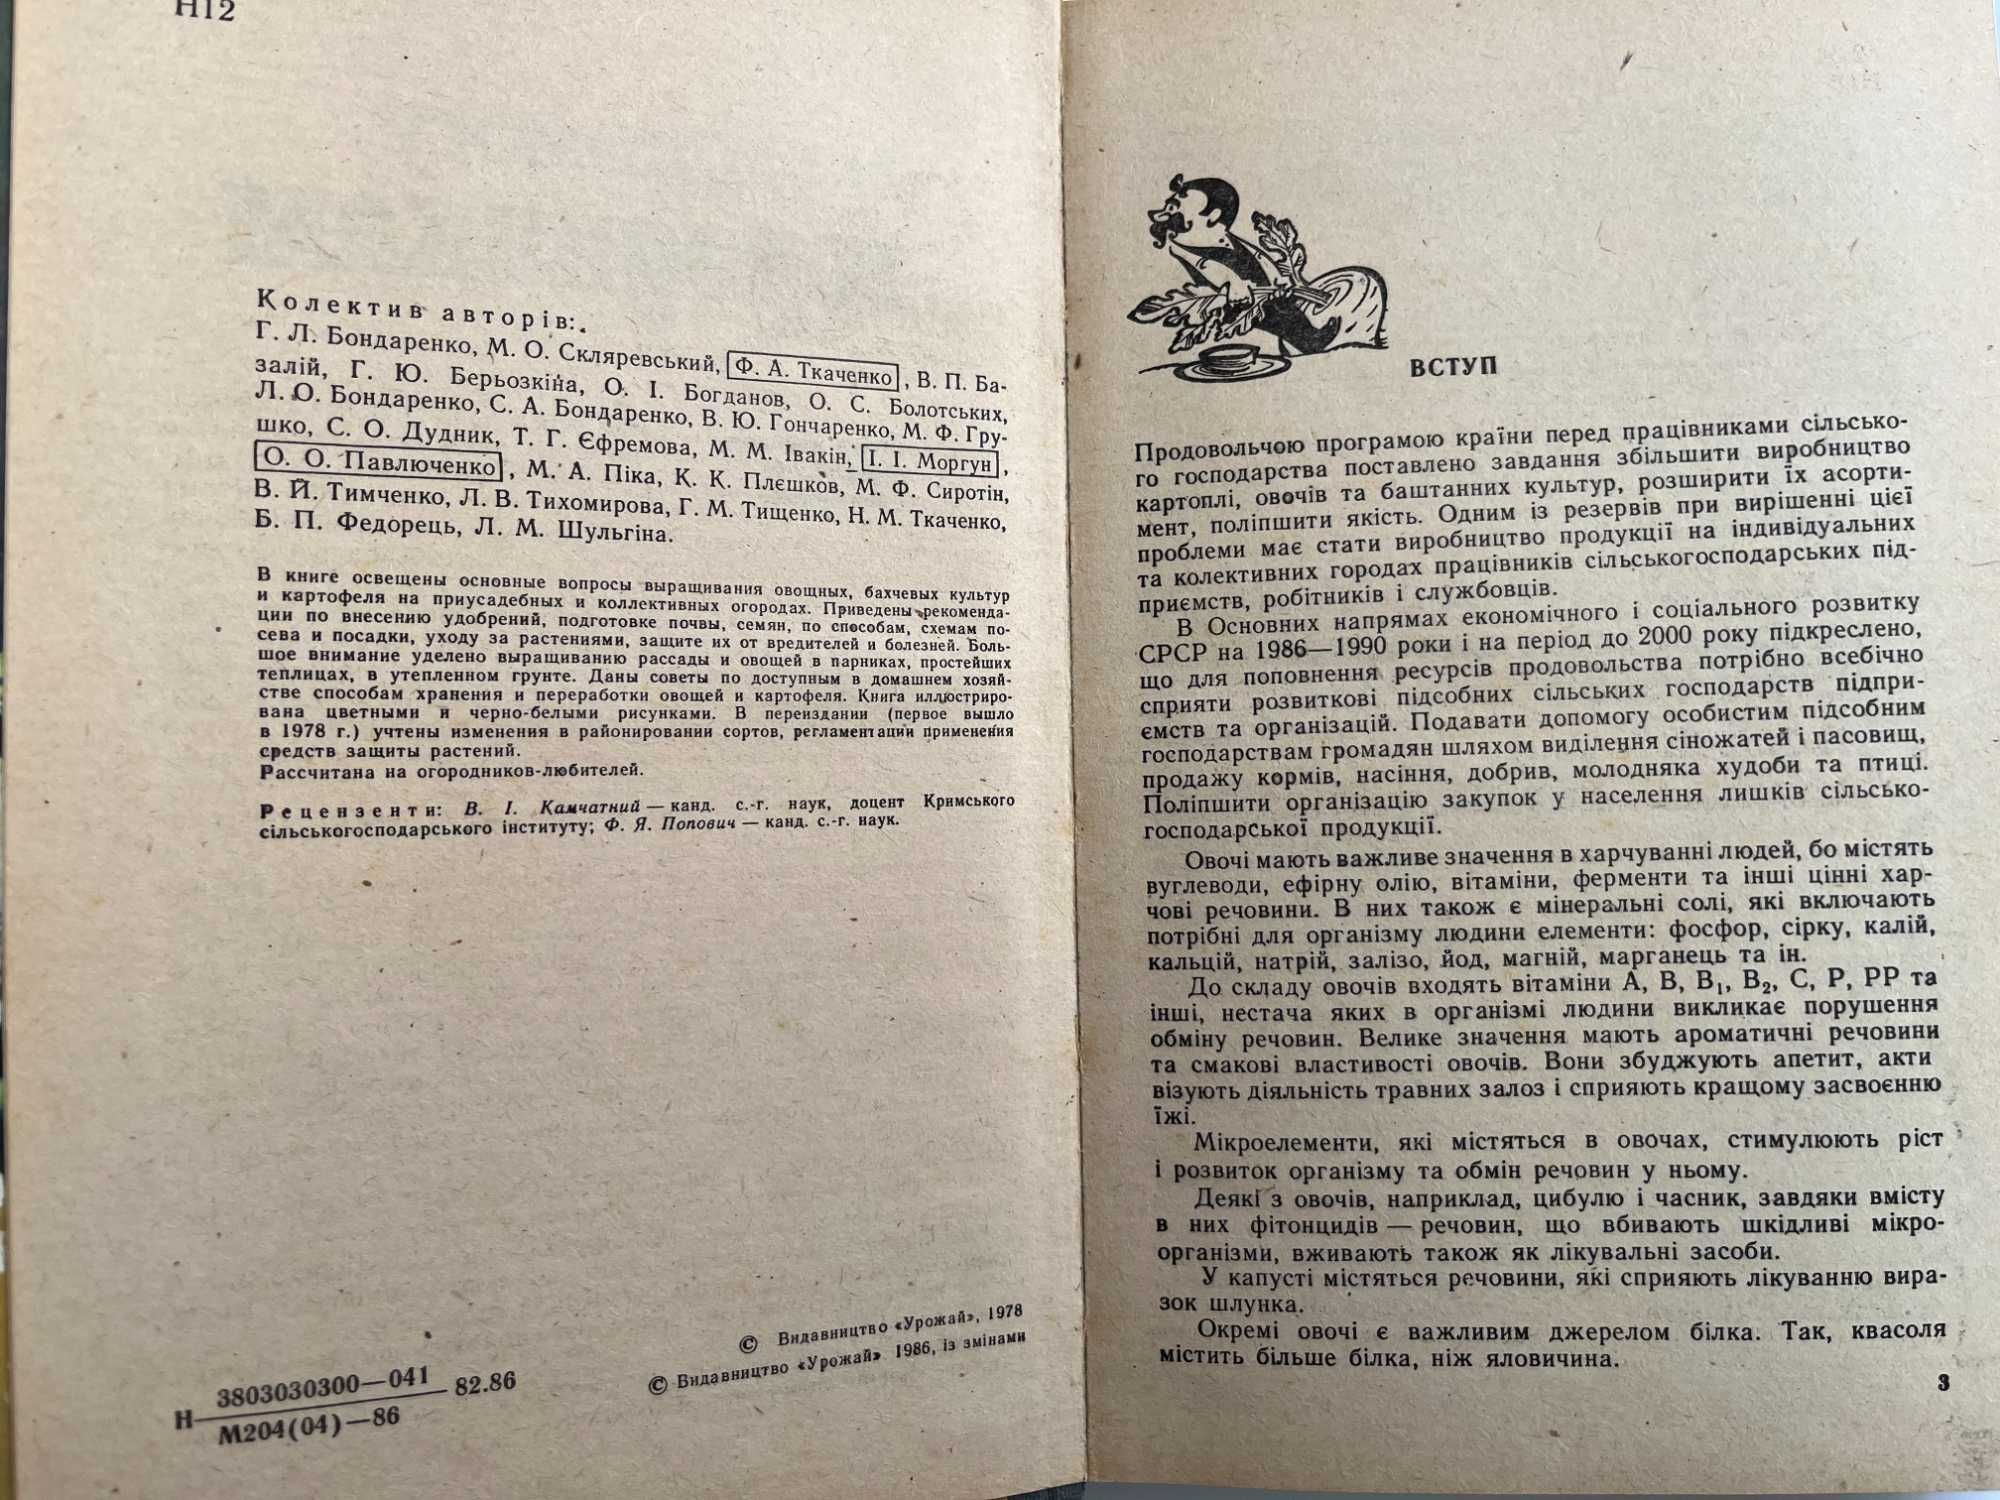 Н12
Колектив авторів:
Г. Л. Бондаренко, М. О. Скляревський, Ф. А. Ткаченко, В. П. Ба-
залій, Г. Ю. Берьозкіна, О. І. Богданов, О. С. Болотських,
Л. О. Бондаренко, С. А. Бондаренко, В. Ю. Гончаренко, М. Ф. Гру-
шко, С. О. Дудник, Т. Г. Єфремова, М. М. Івакін, І. І. Моргун,
О. О. Павлюченко, М. А. Піка, К. К. Плєшков, М. Ф. Сиротін,
В. Й. Тимченко, Л. В. Тихомирова, Г. М. Тищенко, Н. М. Ткаченко,
Б. П. Федорець, Л. М. Шульгіна.
В книге освещены основные вопросы выращивания овощных, бахчевых культур
и картофеля на приусадебных и коллективных огородах. Приведены рекоменда-
ции по внесению удобрений, подготовке почвы, семян, по способам, схемам по-
сева и посадки, уходу за растениями, защите их от вредителей и болезней. Боль-
шое внимание уделено выращиванию рассады и овощей в парниках, простейших
теплицах, в утепленном грунте. Даны советы по доступным в домашнем хозяй-
стве способам хранения и переработки овощей и картофеля. Книга иллюстриро-
вана цветными и черно-белыми рисунками. В переиздании (первое вышло
в 1978 г.) учтены изменения в районировании сортов, регламентации применения
средств защиты растений.
Рассчитана на огородников-любителей.
Рецензенти: В. І. Камчатний — канд. с.-г. наук, доцент Кримського
сільськогосподарського інституту; Ф. Я. Попович — канд. с.-г. наук.
Н 3803030300—041 82.86
М204(04)—86
© Видавництво «Урожай», 1978
© Видавництво «Урожай» 1986, із змінами
ВСТУП
Продовольчою програмою країни перед працівниками сільсько-
го господарства поставлено завдання збільшити виробництво
картоплі, овочів та баштанних культур, розширити їх асорти-
мент, поліпшити якість. Одним із резервів при вирішенні цієї
проблеми має стати виробництво продукції на індивідуальних
та колективних городах працівників сільськогосподарських під-
приємств, робітників і службовців.
В Основних напрямах економічного і соціального розвитку
СРСР на 1986—1990 роки і на період до 2000 року підкреслено,
що для поповнення ресурсів продовольства потрібно всебічно
сприяти розвиткові підсобних сільських господарств підпри-
ємств та організацій. Подавати допомогу особистим підсобним
господарствам громадян шляхом виділення сіножатей і пасовищ,
продажу кормів, насіння, добрив, молодняка худоби та птиці.
Поліпшити організацію закупок у населення лишків сільсько-
господарської продукції.
Овочі мають важливе значення в харчуванні людей, бо містять
вуглеводи, ефірну олію, вітаміни, ферменти та інші цінні хар-
чові речовини. В них також є мінеральні солі, які включають
потрібні для організму людини елементи: фосфор, сірку, калій,
кальцій, натрій, залізо, йод, магній, марганець та ін.
До складу овочів входять вітаміни А, В, В₁, В₂, С, Р, РР та
інші, нестача яких в організмі людини викликає порушення
обміну речовин. Велике значення мають ароматичні речовини
та смакові властивості овочів. Вони збуджують апетит, акти
візують діяльність травних залоз і сприяють кращому засвоєнню
їжі.
Мікроелементи, які містяться в овочах, стимулюють ріст
і розвиток організму та обмін речовин у ньому.
Деякі з овочів, наприклад, цибулю і часник, завдяки вмісту
в них фітонцидів — речовин, що вбивають шкідливі мікро-
організми, вживають також як лікувальні засоби.
У капусті містяться речовини, які сприяють лікуванню вира-
зок шлунка.
Окремі овочі є важливим джерелом білка. Так, квасоля
містить більше білка, ніж яловичина.
3